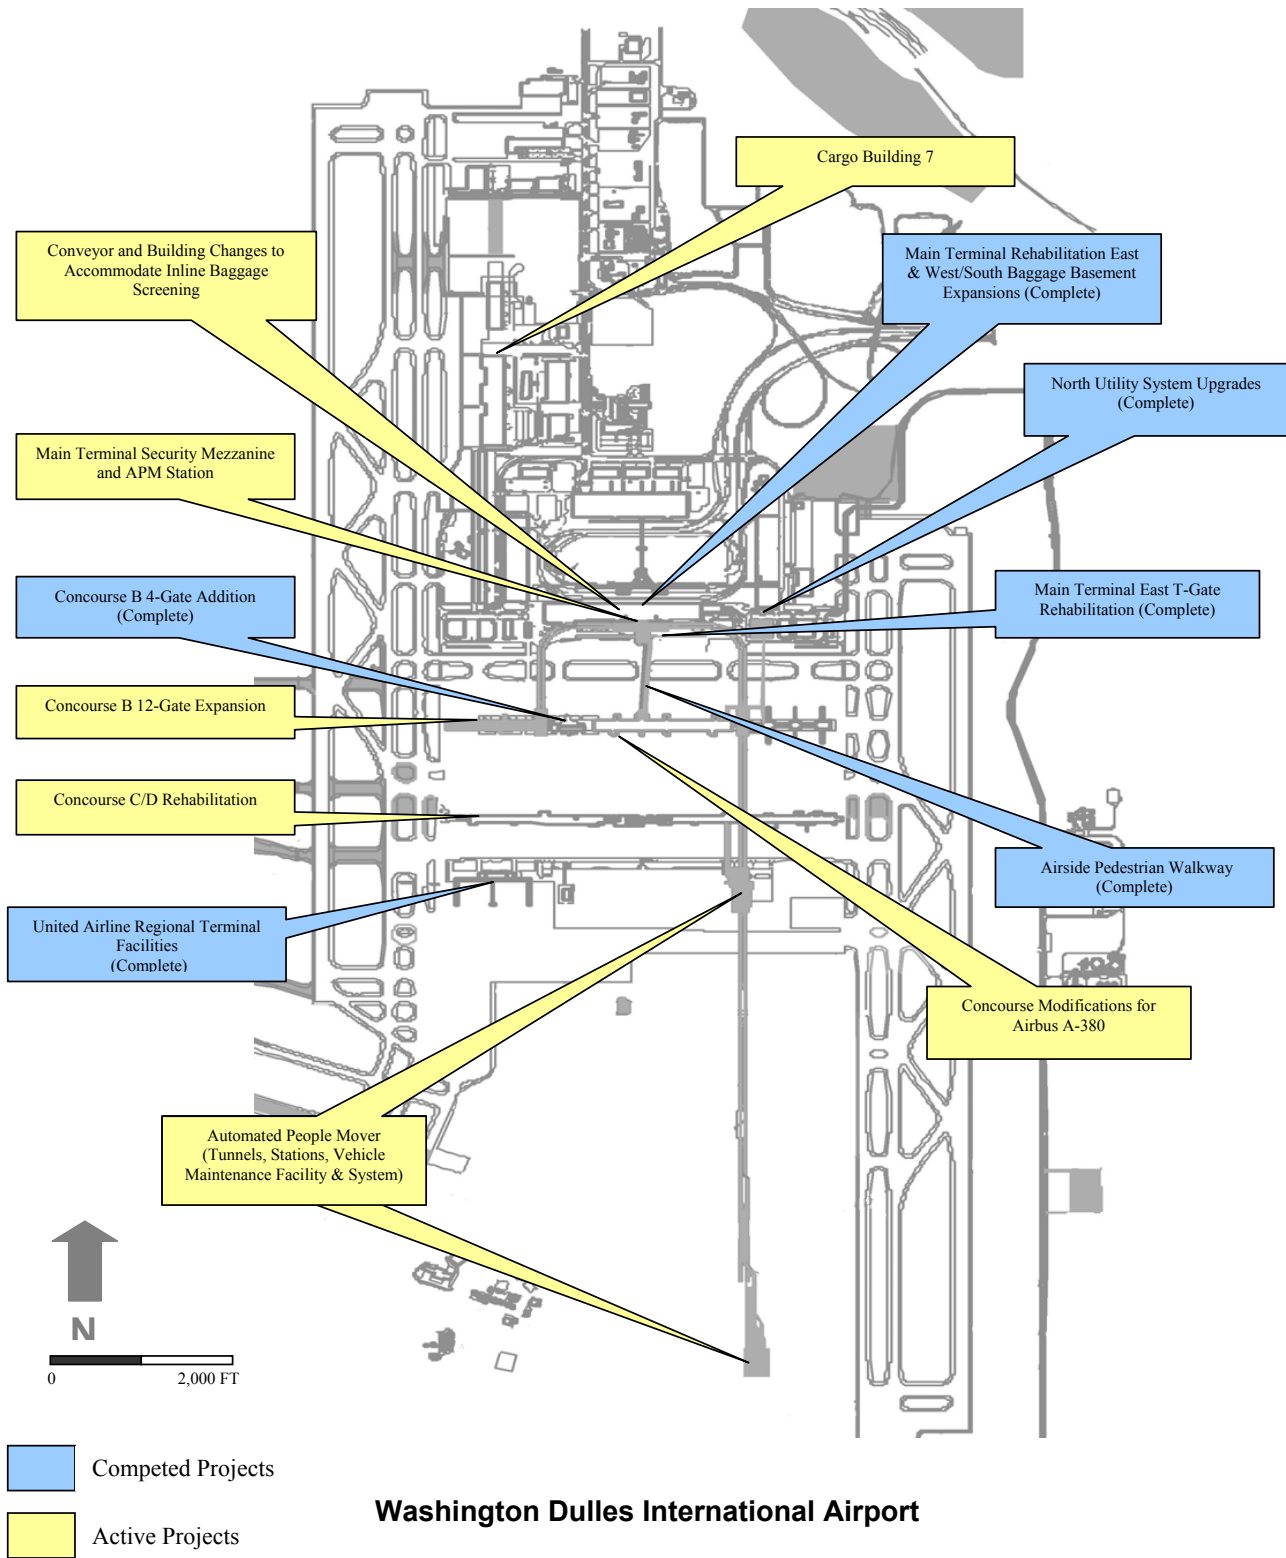 Cargo Building 7
Conveyor and Building Changes to
Accommodate Inline Baggage
Screening
Main Terminal Rehabilitation East
& West/South Baggage Basement
Expansions (Complete)
North Utility System Upgrades
(Complete)
Main Terminal Security Mezzanine
and APM Station
Concourse B 4-Gate Addition
(Complete)
Main Terminal East T-Gate
Rehabilitation (Complete)
Concourse B 12-Gate Expansion
Concourse C/D Rehabilitation
Airside Pedestrian Walkway
(Complete)
United Airline Regional Terminal
Facilities
(Complete)
Concourse Modifications for
Airbus A-380
Automated People Mover
(Tunnels, Stations, Vehicle
Maintenance Facility & System)
N
0 2,000 FT
Competed Projects
Washington Dulles International Airport
Active Projects